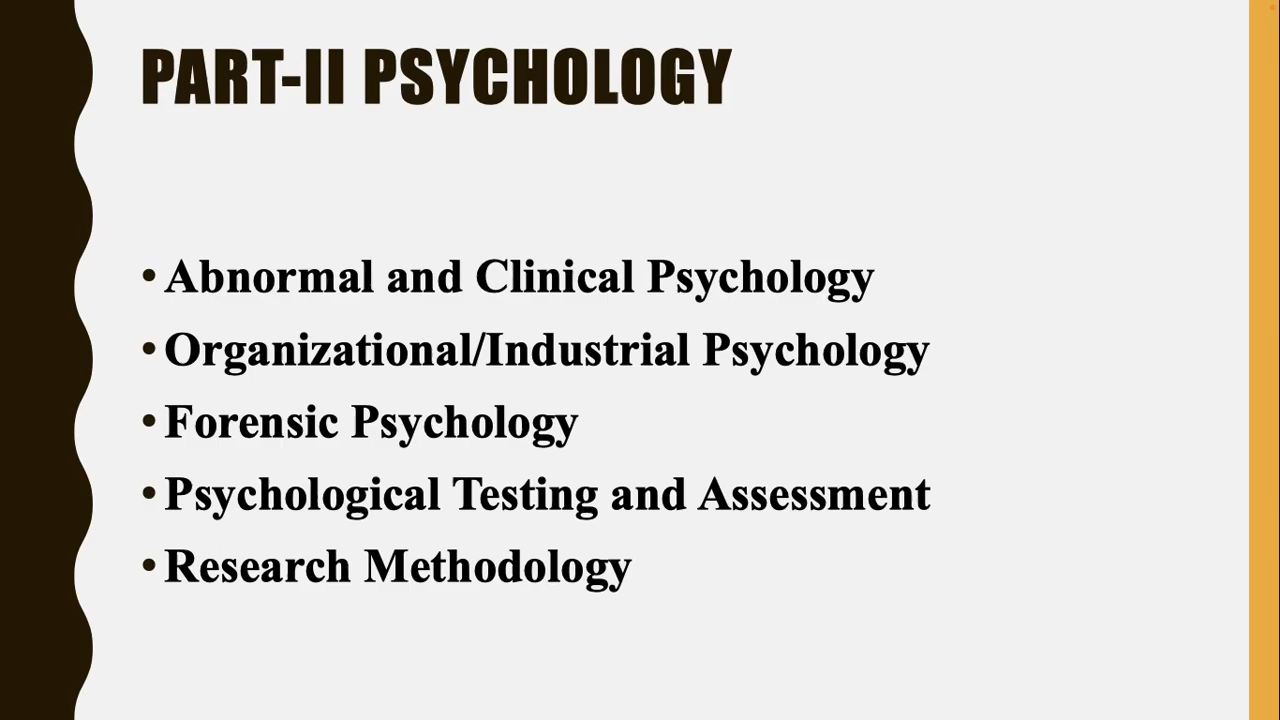 PART-II PSYCHOLOGY
• Abnormal and Clinical Psychology
• Organizational/Industrial Psychology
• Forensic Psychology
• Psychological Testing and Assessment
• Research Methodology